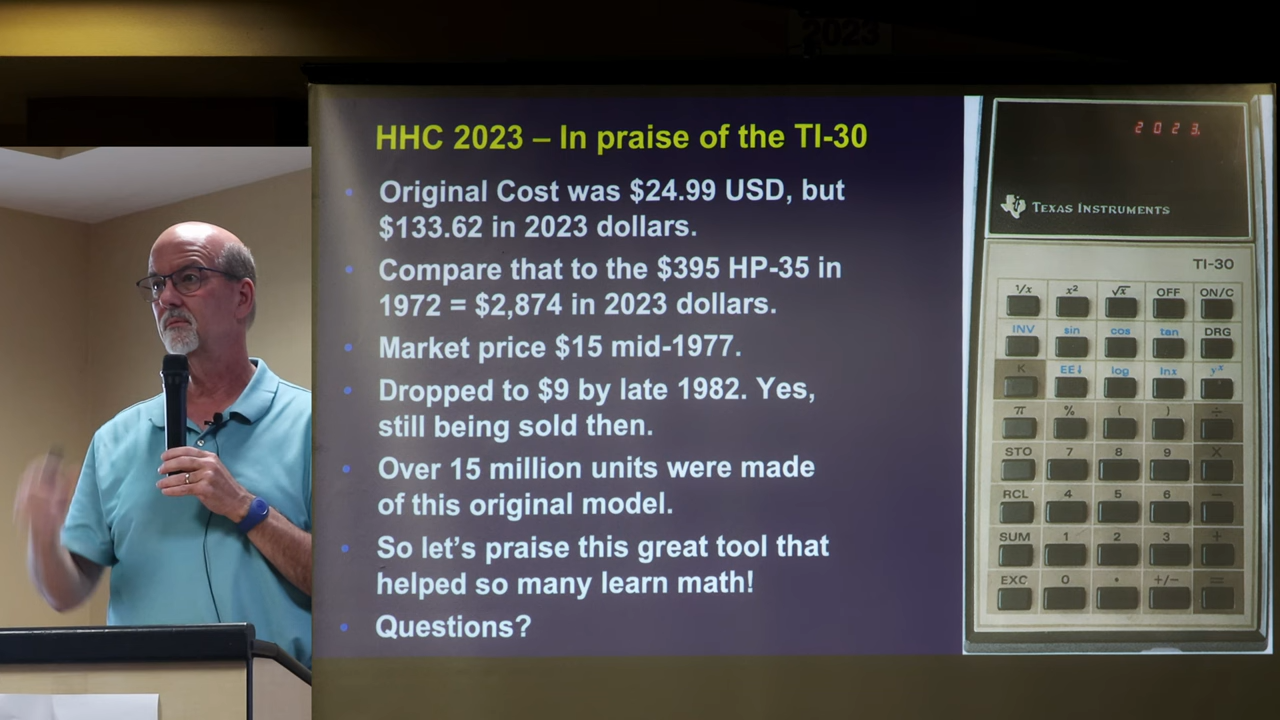 2023
HHC 2023 – In praise of the TI-30
Original Cost was $24.99 USD, but
$133.62 in 2023 dollars.
Compare that to the $395 HP-35 in
1972 = $2,874 in 2023 dollars.
Market price $15 mid-1977.
Dropped to $9 by late 1982. Yes,
still being sold then.
Over 15 million units were made
of this original model.
So let's praise this great tool that
helped so many learn math!
Questions?
2023.
TEXAS INSTRUMENTS
TI-30
1/x x² √x OFF ON/C
INV sin cos tan DRG
K EE↓ log lnx yˣ
π % ( ) ÷
STO 7 8 9 X
RCL 4 5 6 −
SUM 1 2 3 +
EXC 0 • +/− =